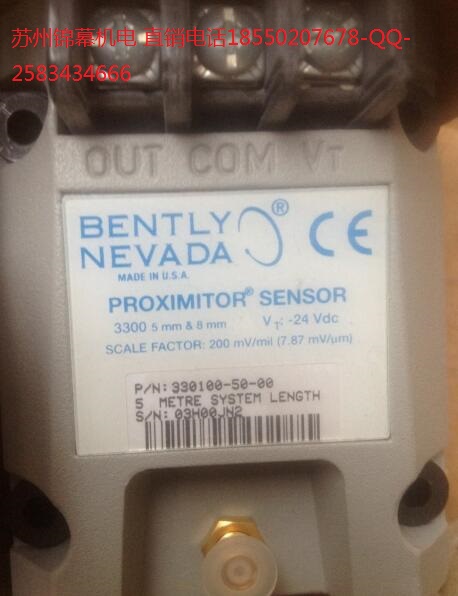 苏州锦幕机电 直销电话18550207678-QQ-
2583434666
OUT COM VT
BENTLY ®
NEVADA CE
MADE IN U.S.A.
PROXIMITOR® SENSOR
3300 5 mm & 8 mm VT: -24 Vdc
SCALE FACTOR: 200 mV/mil (7.87 mV/μm)
P/N: 330100-50-00
5 METRE SYSTEM LENGTH
S/N: 03H00JN2